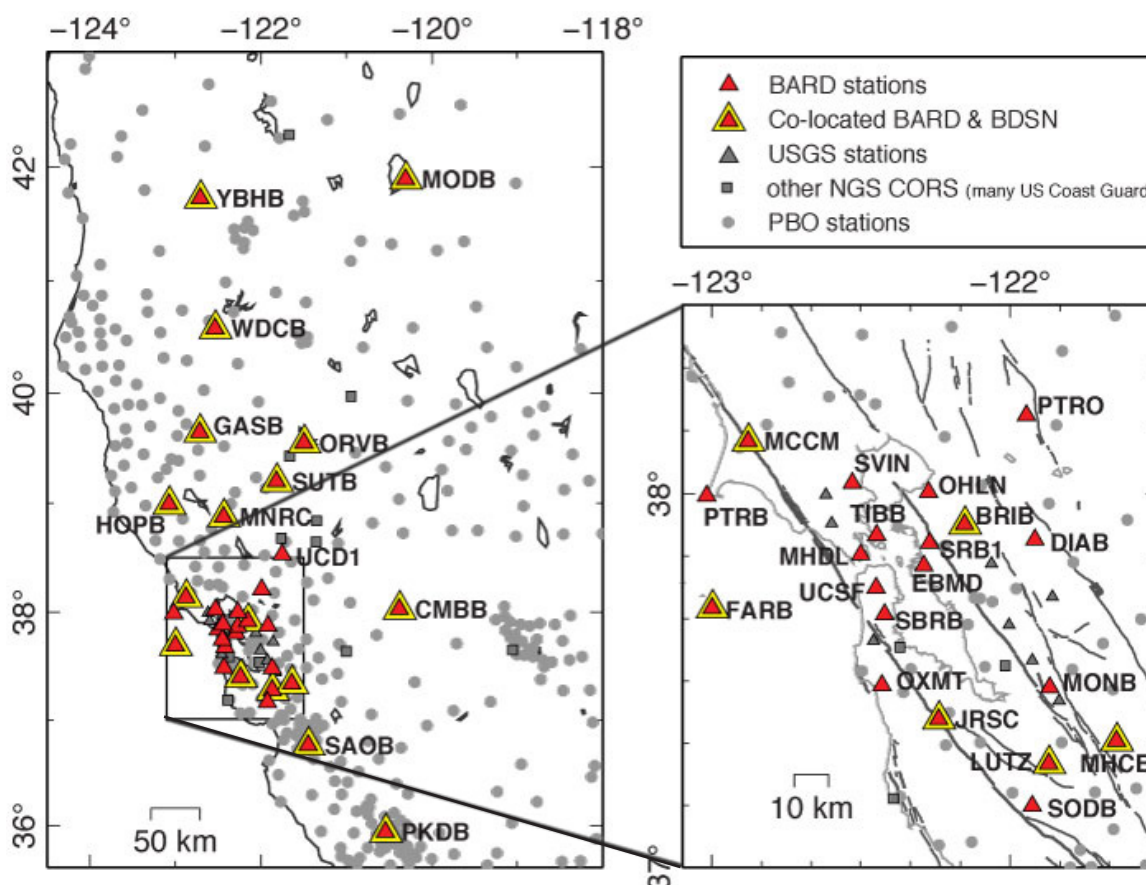 −124° −122° −120° −118°
42°
40°
38°
36°
YBHB
MODB
WDCB
GASB
ORVB
SUTB
HOPB
MNRC
UCD1
CMBB
SAOB
PKDB
50 km
BARD stations
Co-located BARD & BDSN
USGS stations
other NGS CORS (many US Coast Guard
PBO stations
−123° −122°
38°
PTRO
MCCM
SVIN
OHLN
PTRB
TIBB
BRIB
MHDL
SRB1
DIAB
UCSF
EBMD
FARB
SBRB
OXMT
MONB
JRSC
LUTZ
MHCB
SODB
10 km